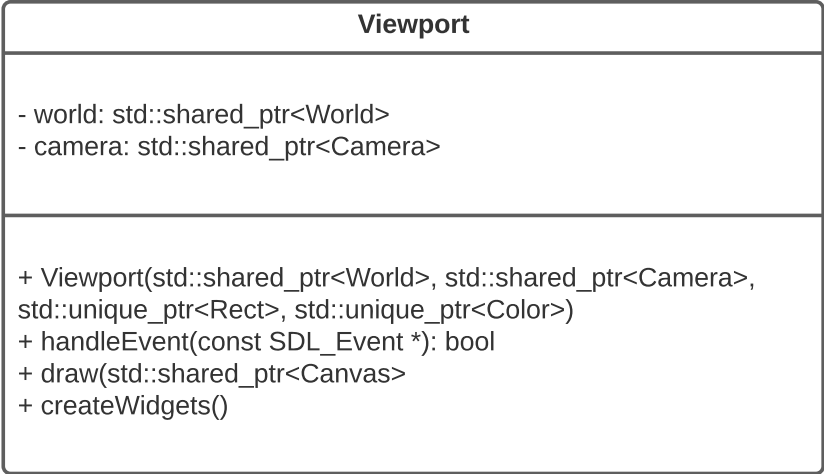 Viewport
- world: std::shared_ptr<World>
- camera: std::shared_ptr<Camera>
+ Viewport(std::shared_ptr<World>, std::shared_ptr<Camera>,
std::unique_ptr<Rect>, std::unique_ptr<Color>)
+ handleEvent(const SDL_Event *): bool
+ draw(std::shared_ptr<Canvas>
+ createWidgets()